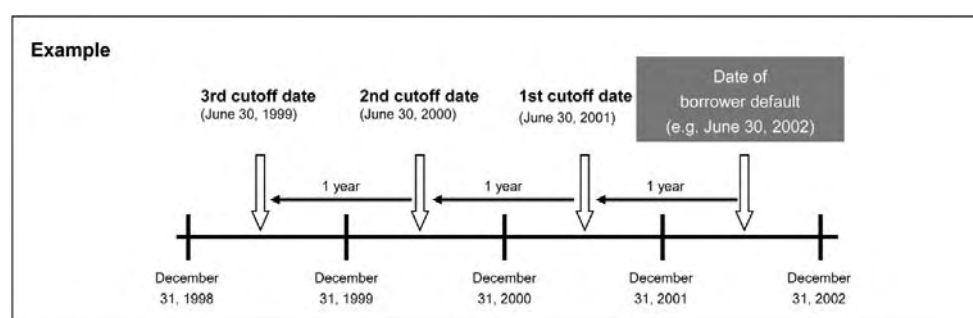 Example
3rd cutoff date
(June 30, 1999)
2nd cutoff date
(June 30, 2000)
1st cutoff date
(June 30, 2001)
Date of
borrower default
(e.g. June 30, 2002)
1 year
1 year
1 year
December
31, 1998
December
31, 1999
December
31, 2000
December
31, 2001
December
31, 2002